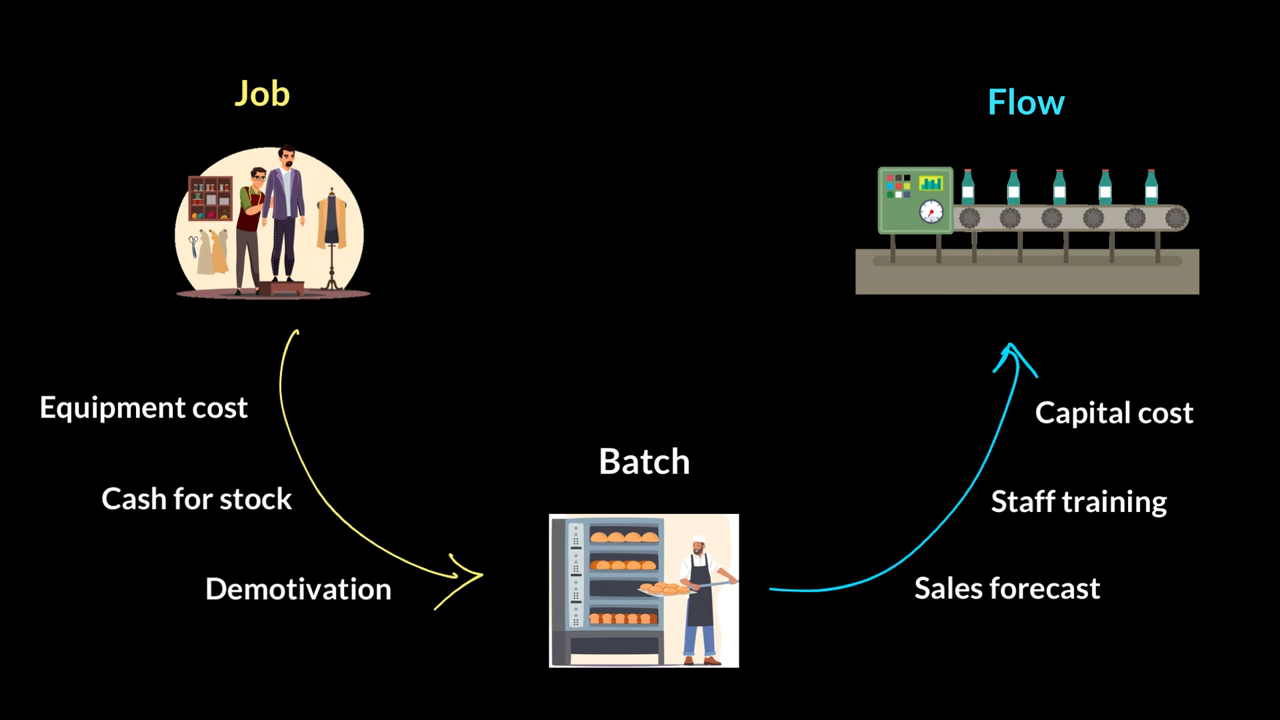 Job
Flow
Equipment cost
Cash for stock
Demotivation
Batch
Capital cost
Staff training
Sales forecast